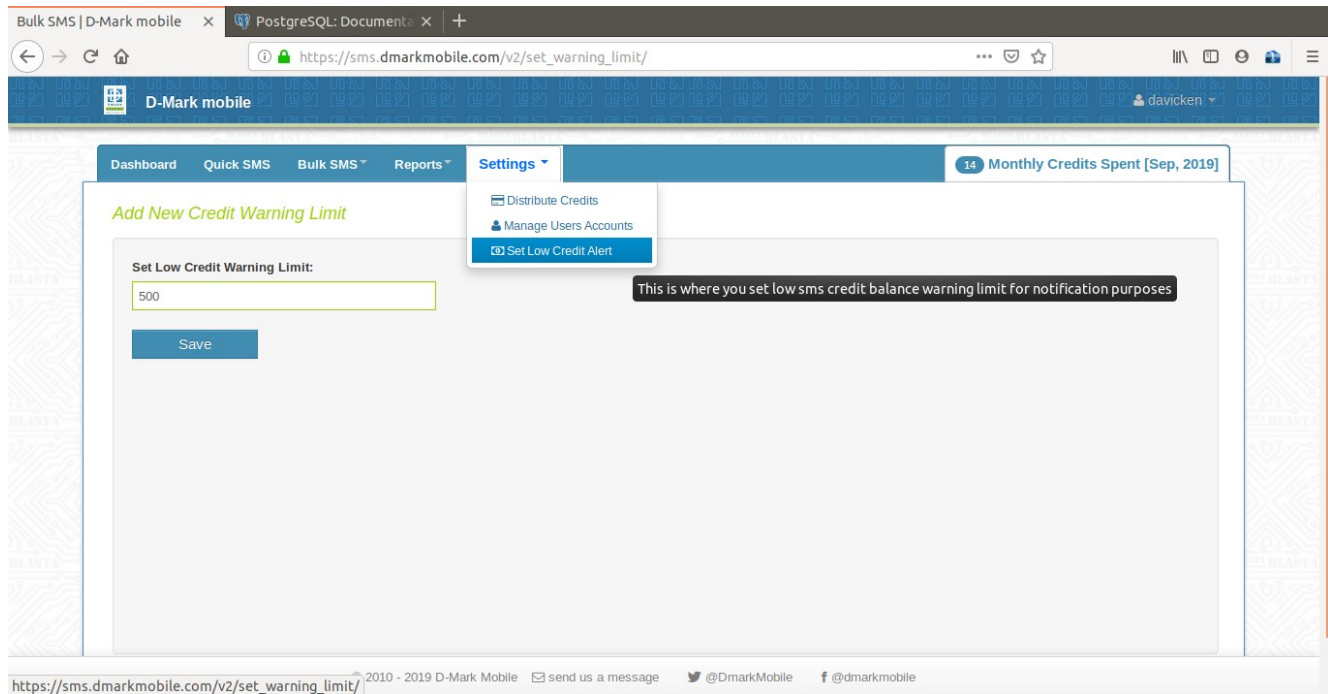 Bulk SMS | D-Mark mobile
PostgreSQL: Documenta
https://sms.dmarkmobile.com/v2/set_warning_limit/
D-Mark mobile
davicken
Dashboard Quick SMS Bulk SMS Reports Settings 14 Monthly Credits Spent [Sep, 2019]
Distribute Credits
Manage Users Accounts
Set Low Credit Alert
Add New Credit Warning Limit
Set Low Credit Warning Limit:
This is where you set low sms credit balance warning limit for notification purposes
500
Save
2010 - 2019 D-Mark Mobile send us a message @DmarkMobile @dmarkmobile
https://sms.dmarkmobile.com/v2/set_warning_limit/